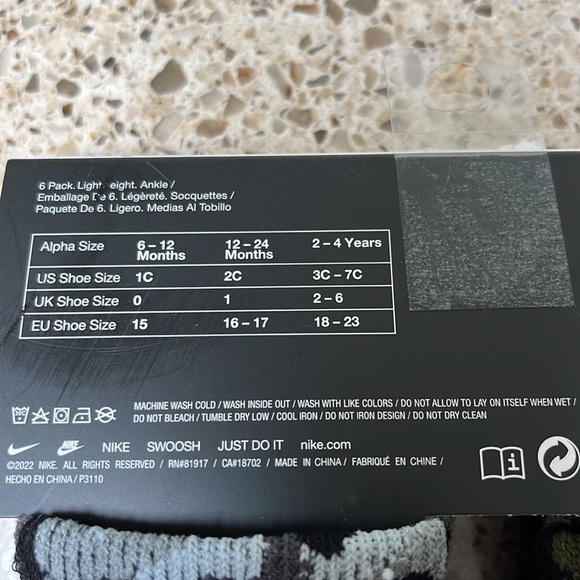 6 Pack. Lightweight. Ankle /
Emballage De 6. Légèreté. Socquettes /
Paquete De 6. Ligero. Medias Al Tobillo
Alpha Size 6 – 12 Months 12 – 24 Months 2 – 4 Years
US Shoe Size 1C 2C 3C – 7C
UK Shoe Size 0 1 2 – 6
EU Shoe Size 15 16 – 17 18 – 23
MACHINE WASH COLD / WASH INSIDE OUT / WASH WITH LIKE COLORS / DO NOT ALLOW TO LAY ON ITSELF WHEN WET /
DO NOT BLEACH / TUMBLE DRY LOW / COOL IRON / DO NOT IRON DESIGN / DO NOT DRY CLEAN
NIKE NIKE SWOOSH JUST DO IT nike.com
©2022 NIKE. ALL RIGHTS RESERVED / RN#81917 / CA#18702 / MADE IN CHINA / FABRIQUÉ EN CHINE /
HECHO EN CHINA / P3110